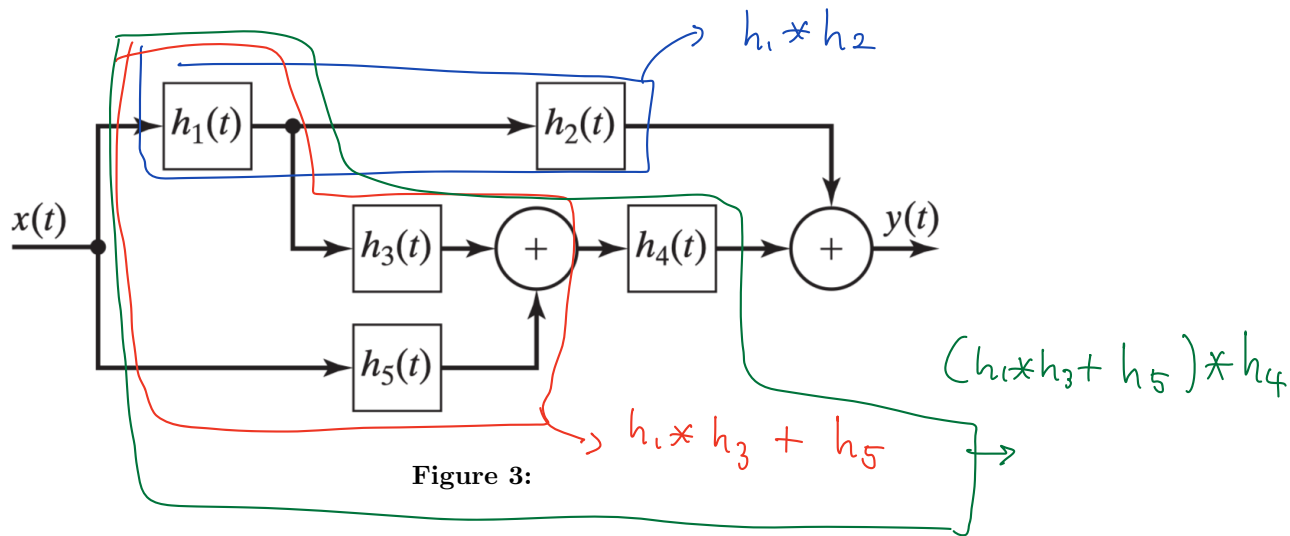 h₁ * h₂
h₁(t) h₂(t)
x(t) y(t)
h₃(t) + h₄(t) +
h₅(t) (h₁*h₃+ h₅)*h₄
h₁ * h₃ + h₅
Figure 3: